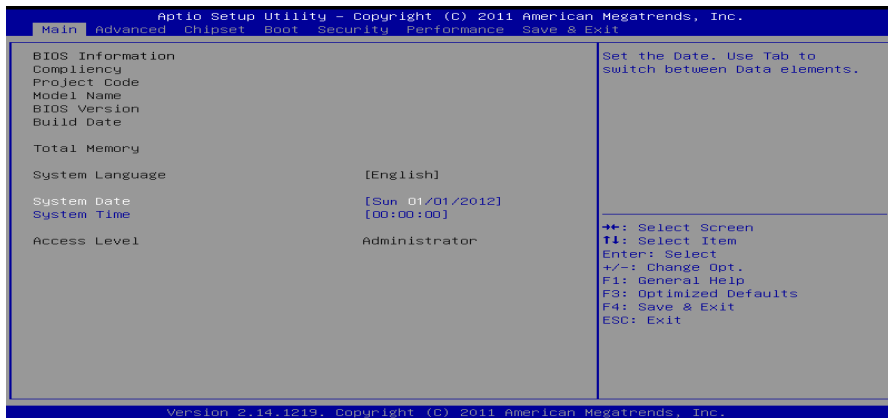 Aptio Setup Utility – Copyright (C) 2011 American Megatrends, Inc.
Main Advanced Chipset Boot Security Performance Save & Exit
BIOS Information
Compliency
Project Code
Model Name
BIOS Version
Build Date
Total Memory
System Language [English]
System Date [Sun 01/01/2012]
System Time [00:00:00]
Access Level Administrator
Set the Date. Use Tab to
switch between Data elements.
→←: Select Screen
↑↓: Select Item
Enter: Select
+/-: Change Opt.
F1: General Help
F3: Optimized Defaults
F4: Save & Exit
ESC: Exit
Version 2.14.1219. Copyright (C) 2011 American Megatrends, Inc.